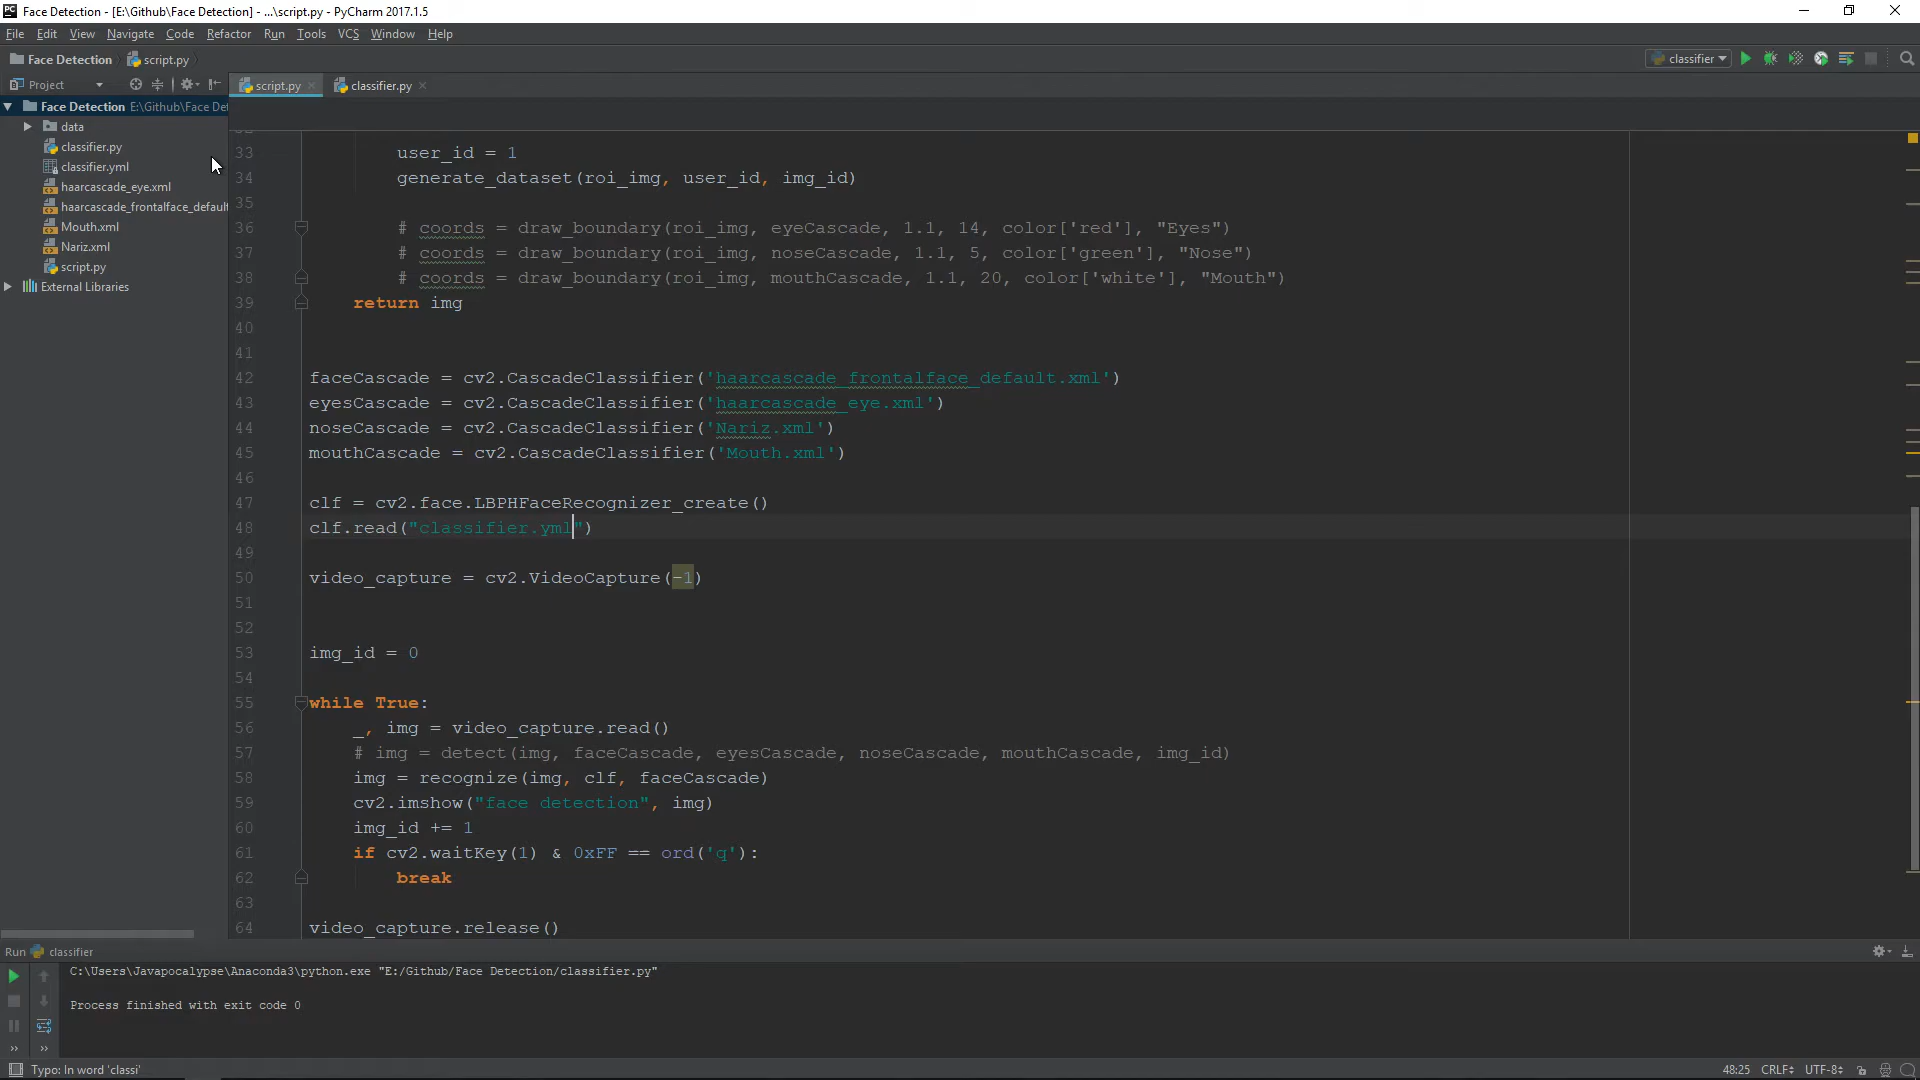 Face Detection - [E:\Github\Face Detection] - ...\script.py - PyCharm 2017.1.5
File Edit View Navigate Code Refactor Run Tools VCS Window Help
Face Detection script.py classifier
Project script.py classifier.py
Face Detection E:\Github\Face Det
data
classifier.py
classifier.yml
haarcascade_eye.xml
haarcascade_frontalface_default
Mouth.xml
Nariz.xml
script.py
External Libraries
33 user_id = 1
34 generate_dataset(roi_img, user_id, img_id)
35
36 # coords = draw_boundary(roi_img, eyeCascade, 1.1, 14, color['red'], "Eyes")
37 # coords = draw_boundary(roi_img, noseCascade, 1.1, 5, color['green'], "Nose")
38 # coords = draw_boundary(roi_img, mouthCascade, 1.1, 20, color['white'], "Mouth")
39 return img
40
41
42 faceCascade = cv2.CascadeClassifier('haarcascade_frontalface_default.xml')
43 eyesCascade = cv2.CascadeClassifier('haarcascade_eye.xml')
44 noseCascade = cv2.CascadeClassifier('Nariz.xml')
45 mouthCascade = cv2.CascadeClassifier('Mouth.xml')
46
47 clf = cv2.face.LBPHFaceRecognizer_create()
48 clf.read("classifier.yml")
49
50 video_capture = cv2.VideoCapture(-1)
51
52
53 img_id = 0
54
55 while True:
56 _, img = video_capture.read()
57 # img = detect(img, faceCascade, eyesCascade, noseCascade, mouthCascade, img_id)
58 img = recognize(img, clf, faceCascade)
59 cv2.imshow("face detection", img)
60 img_id += 1
61 if cv2.waitKey(1) & 0xFF == ord('q'):
62 break
63
64 video_capture.release()
Run classifier
C:\Users\Javapocalypse\Anaconda3\python.exe "E:/Github/Face Detection/classifier.py"
Process finished with exit code 0
Typo: In word 'classi' 48:25 CRLF UTF-8